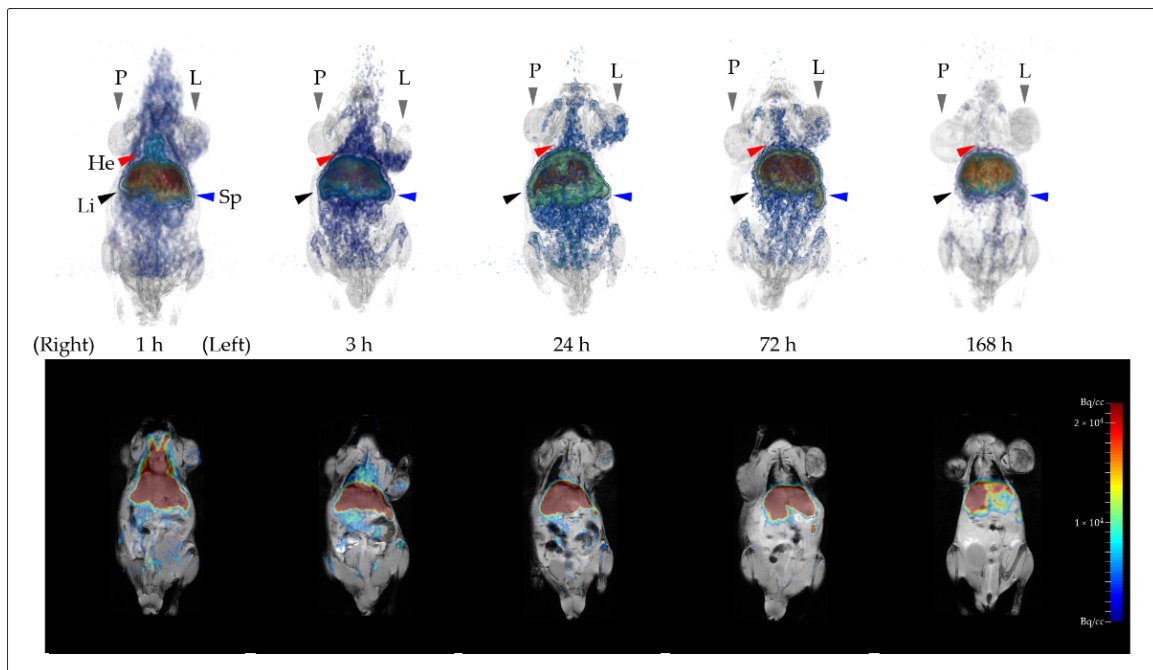 P L P L P L P L P L
He
Li Sp
(Right) 1 h (Left) 3 h 24 h 72 h 168 h
Bq/cc
2 × 10⁴
1 × 10⁴
Bq/cc